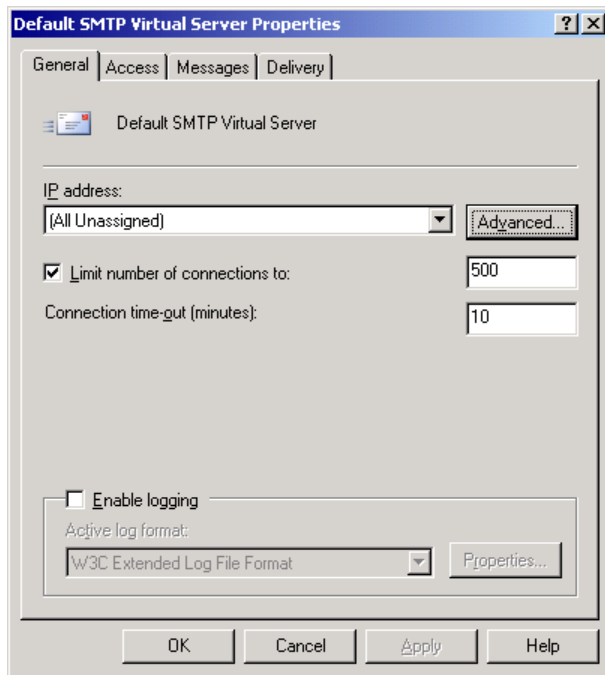 Default SMTP Virtual Server Properties
General Access Messages Delivery
Default SMTP Virtual Server
IP address:
(All Unassigned) Advanced...
Limit number of connections to: 500
Connection time-out (minutes): 10
Enable logging
Active log format:
W3C Extended Log File Format Properties...
OK Cancel Apply Help